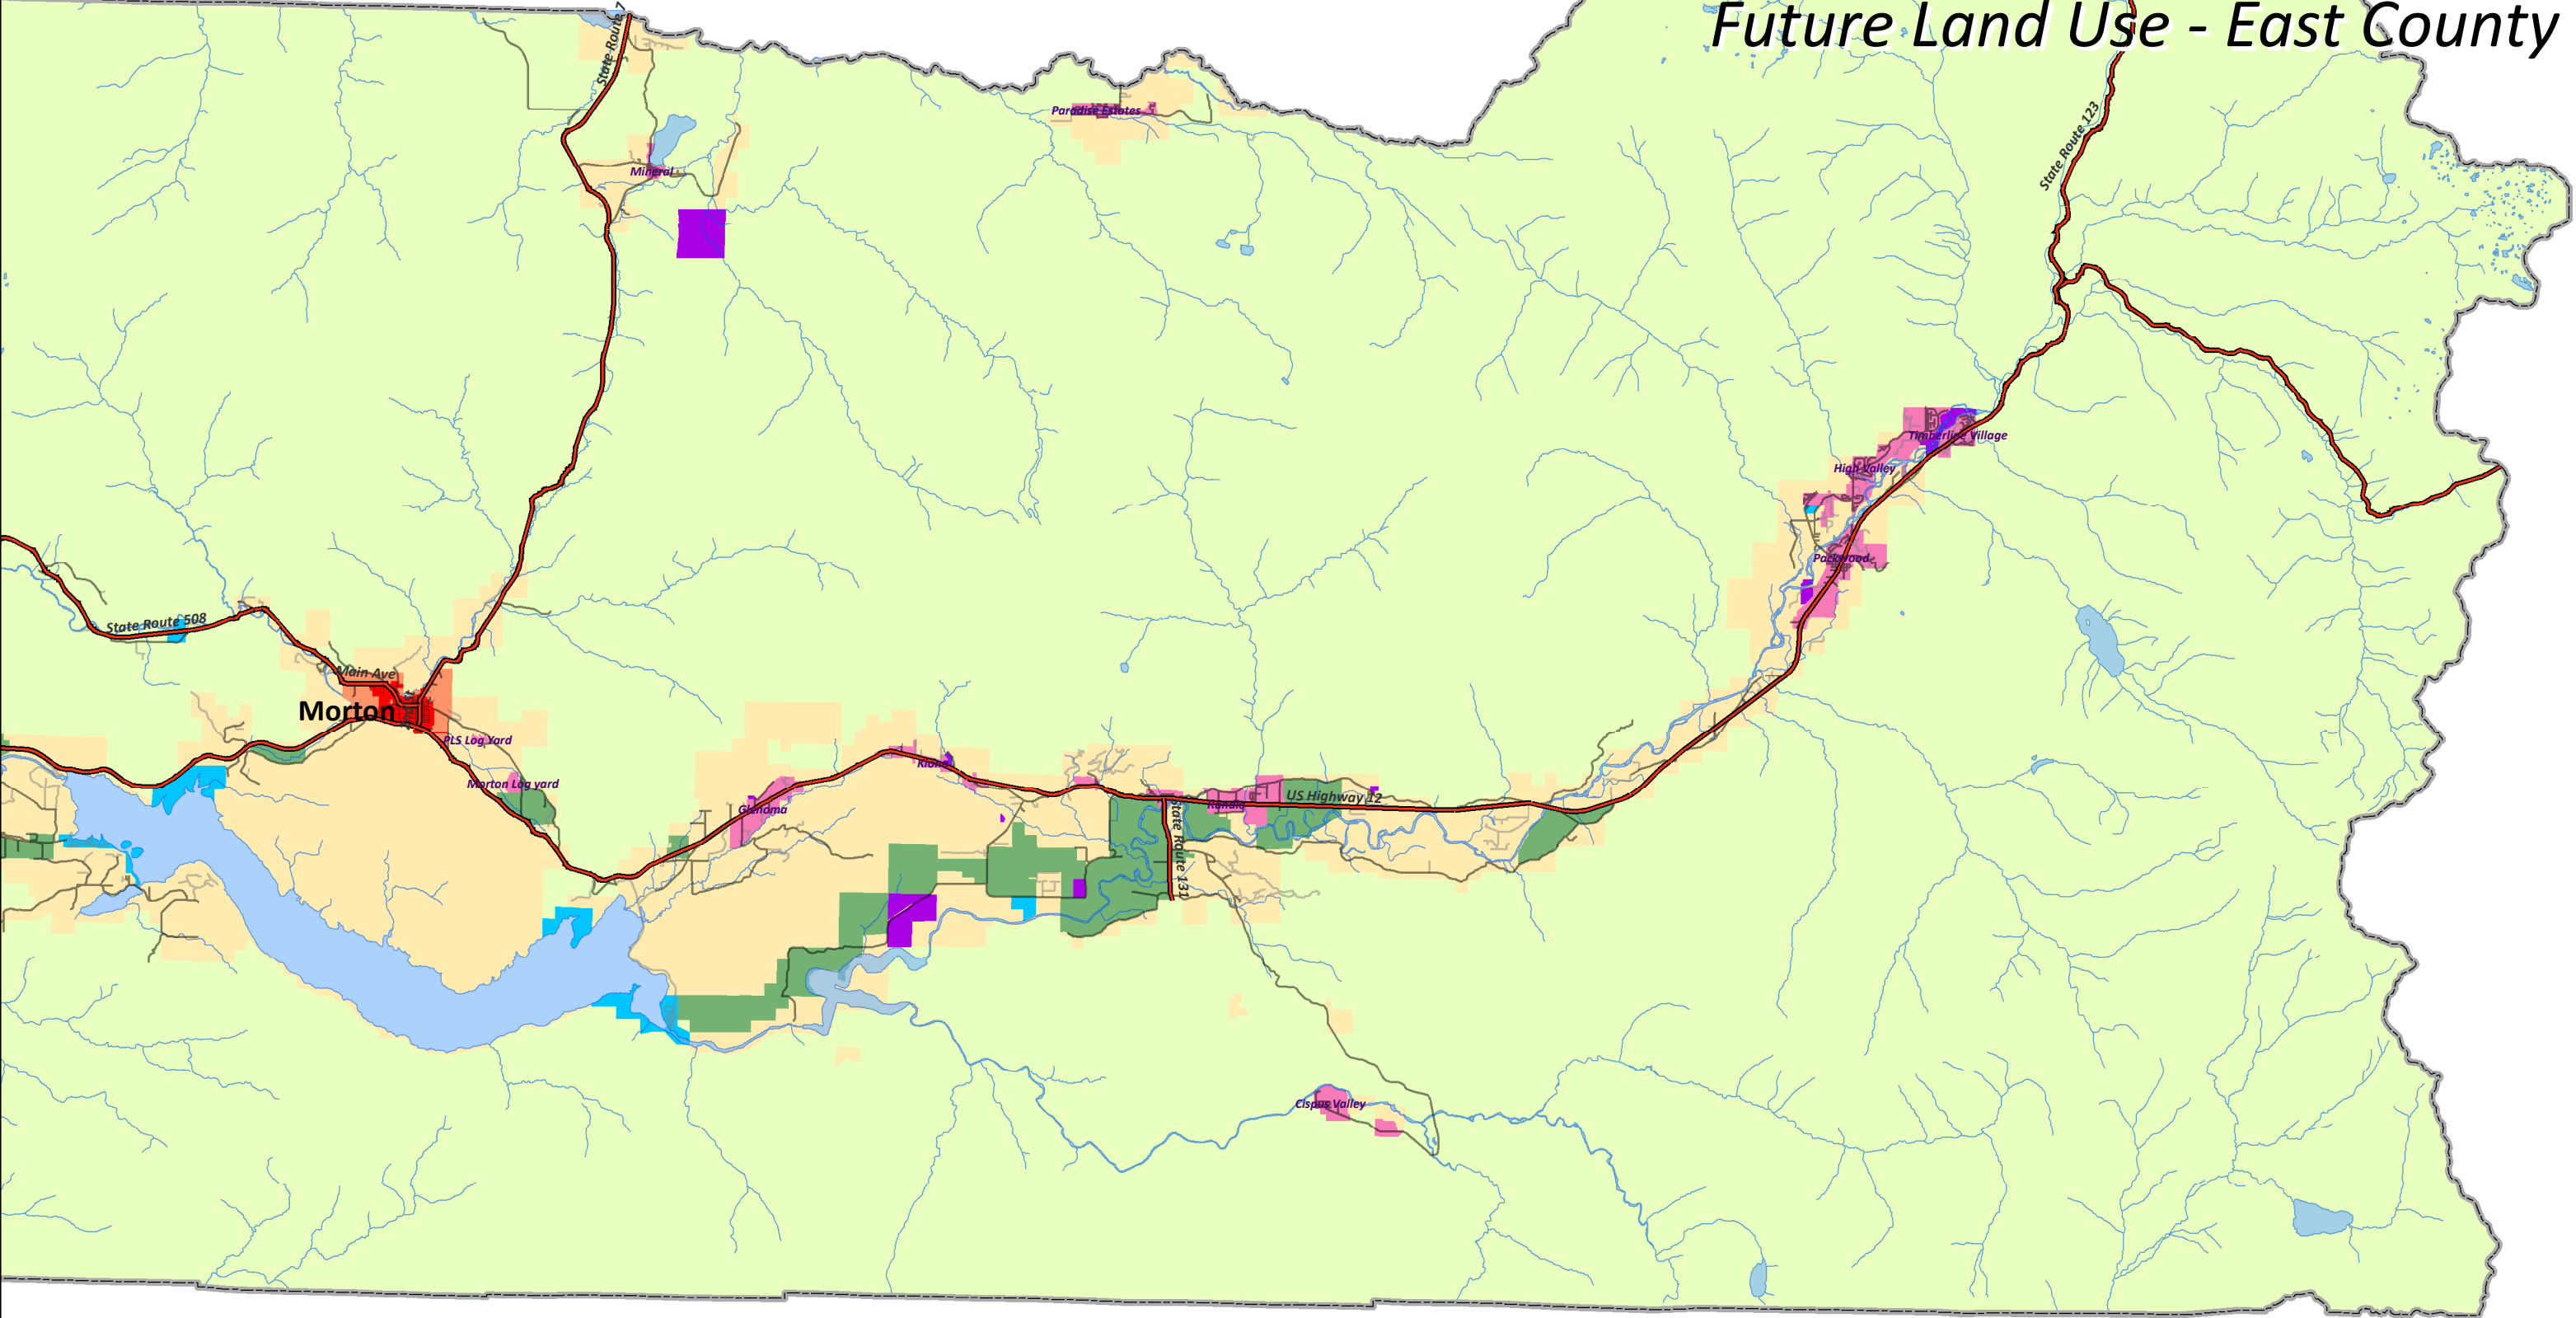 Future Land Use - East County
State Route 7
Paradise Estates
State Route 123
Mineral
Timberline Village
High Valley
Packwood
State Route 508
Main Ave
Morton
PLS Log Yard
Kiona
Morton Log yard
US Highway 12
Glenoma
Randle
State Route 131
Cispus Valley